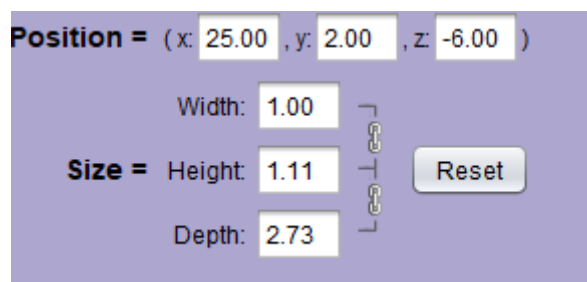 Position = ( x: 25.00 , y: 2.00 , z: -6.00 )
Width: 1.00
Size = Height: 1.11 Reset
Depth: 2.73